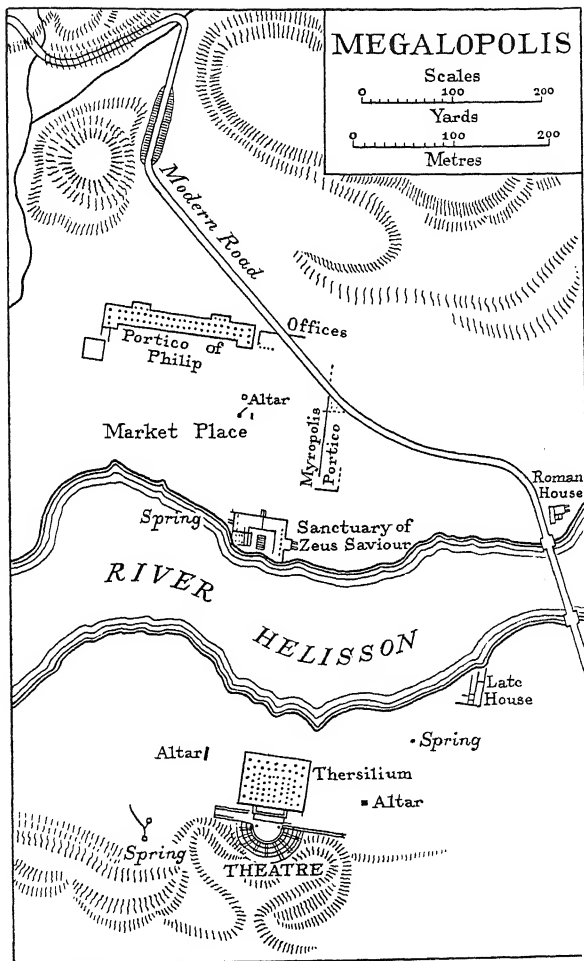 MEGALOPOLIS
Scales
0 100 200
Yards
0 100 200
Metres
Modern Road
Offices
Portico of
Philip
Altar
Market Place
Myropolis
Portico
Roman
House
Spring
Sanctuary of
Zeus Saviour
RIVER
HELISSON
Late
House
Spring
Altar
Thersilium
Altar
Spring
THEATRE